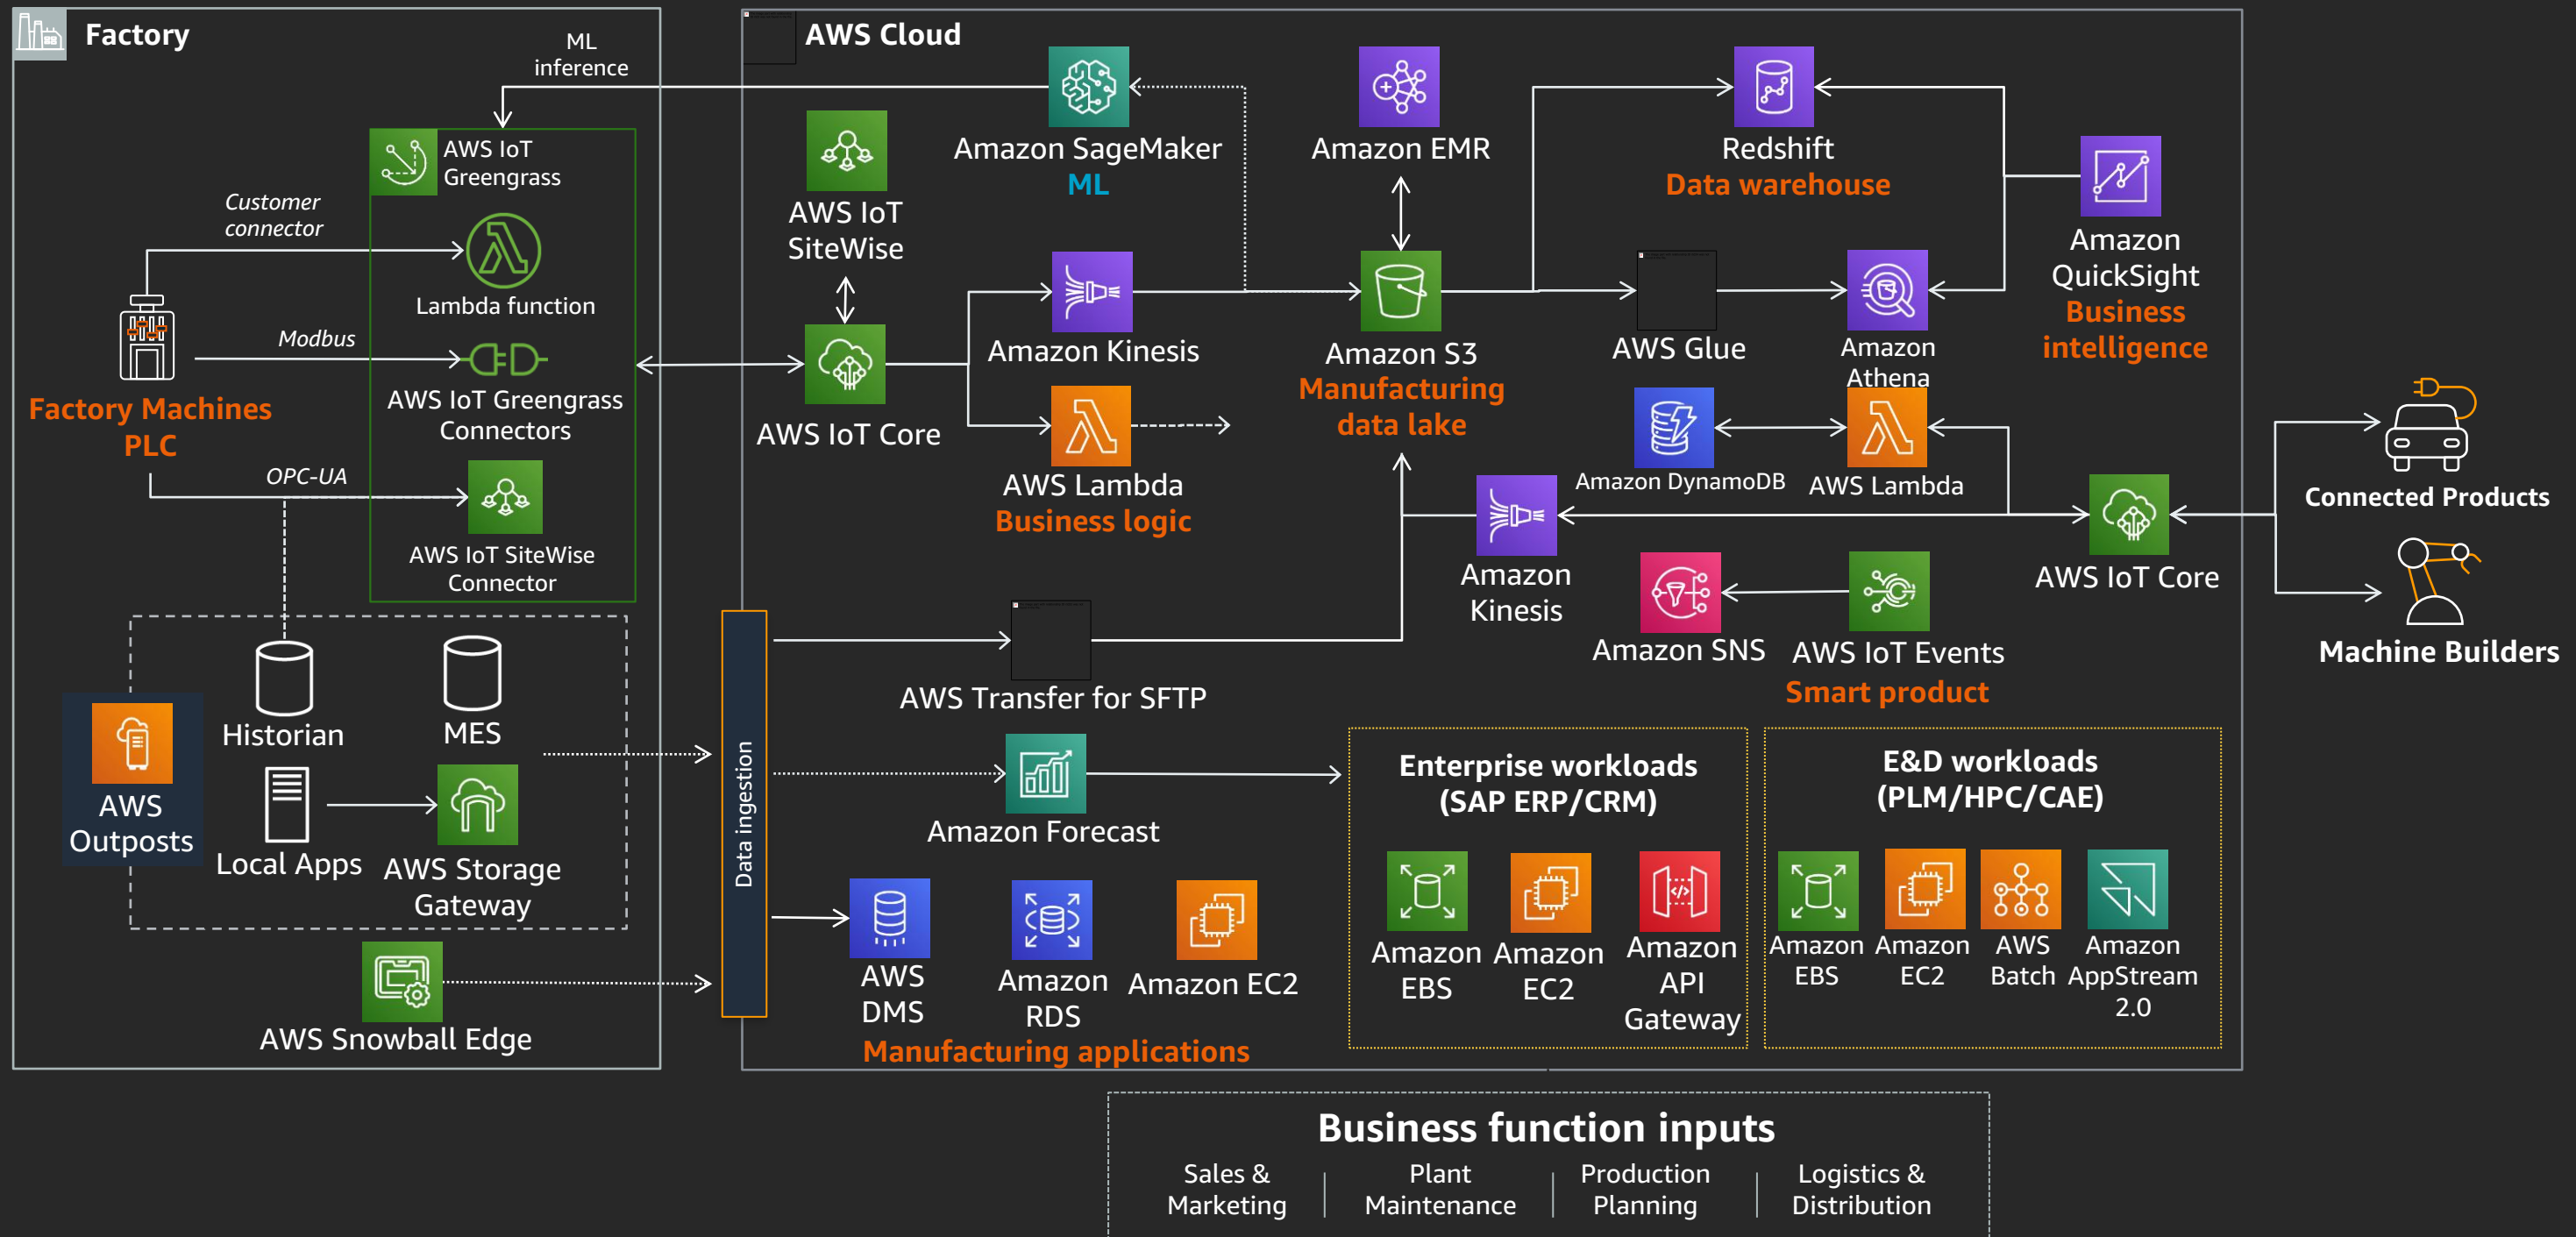 Factory
AWS Cloud
ML
inference
AWS IoT
Greengrass
Customer
connector
Lambda function
Modbus
AWS IoT Greengrass
Connectors
Factory Machines
PLC
OPC-UA
AWS IoT SiteWise
Connector
Historian
MES
AWS
Outposts
Local Apps
AWS Storage
Gateway
AWS Snowball Edge
Data ingestion
AWS IoT
SiteWise
AWS IoT Core
Amazon SageMaker
ML
Amazon Kinesis
AWS Lambda
Business logic
Amazon EMR
Amazon S3
Manufacturing
data lake
Redshift
Data warehouse
AWS Glue
Amazon
Athena
Amazon
QuickSight
Business
intelligence
Amazon DynamoDB
AWS Lambda
Amazon
Kinesis
AWS IoT Core
Amazon SNS
AWS IoT Events
Smart product
Connected Products
Machine Builders
AWS Transfer for SFTP
Amazon Forecast
AWS
DMS
Amazon
RDS
Amazon EC2
Manufacturing applications
Enterprise workloads
(SAP ERP/CRM)
Amazon
EBS
Amazon
EC2
Amazon
API
Gateway
E&D workloads
(PLM/HPC/CAE)
Amazon
EBS
Amazon
EC2
AWS
Batch
Amazon
AppStream
2.0
Business function inputs
Sales &
Marketing
Plant
Maintenance
Production
Planning
Logistics &
Distribution